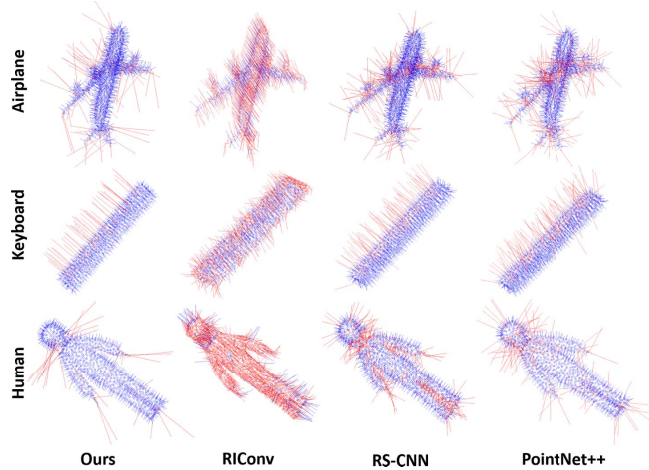 Airplane
Keyboard
Human
Ours RIConv RS-CNN PointNet++